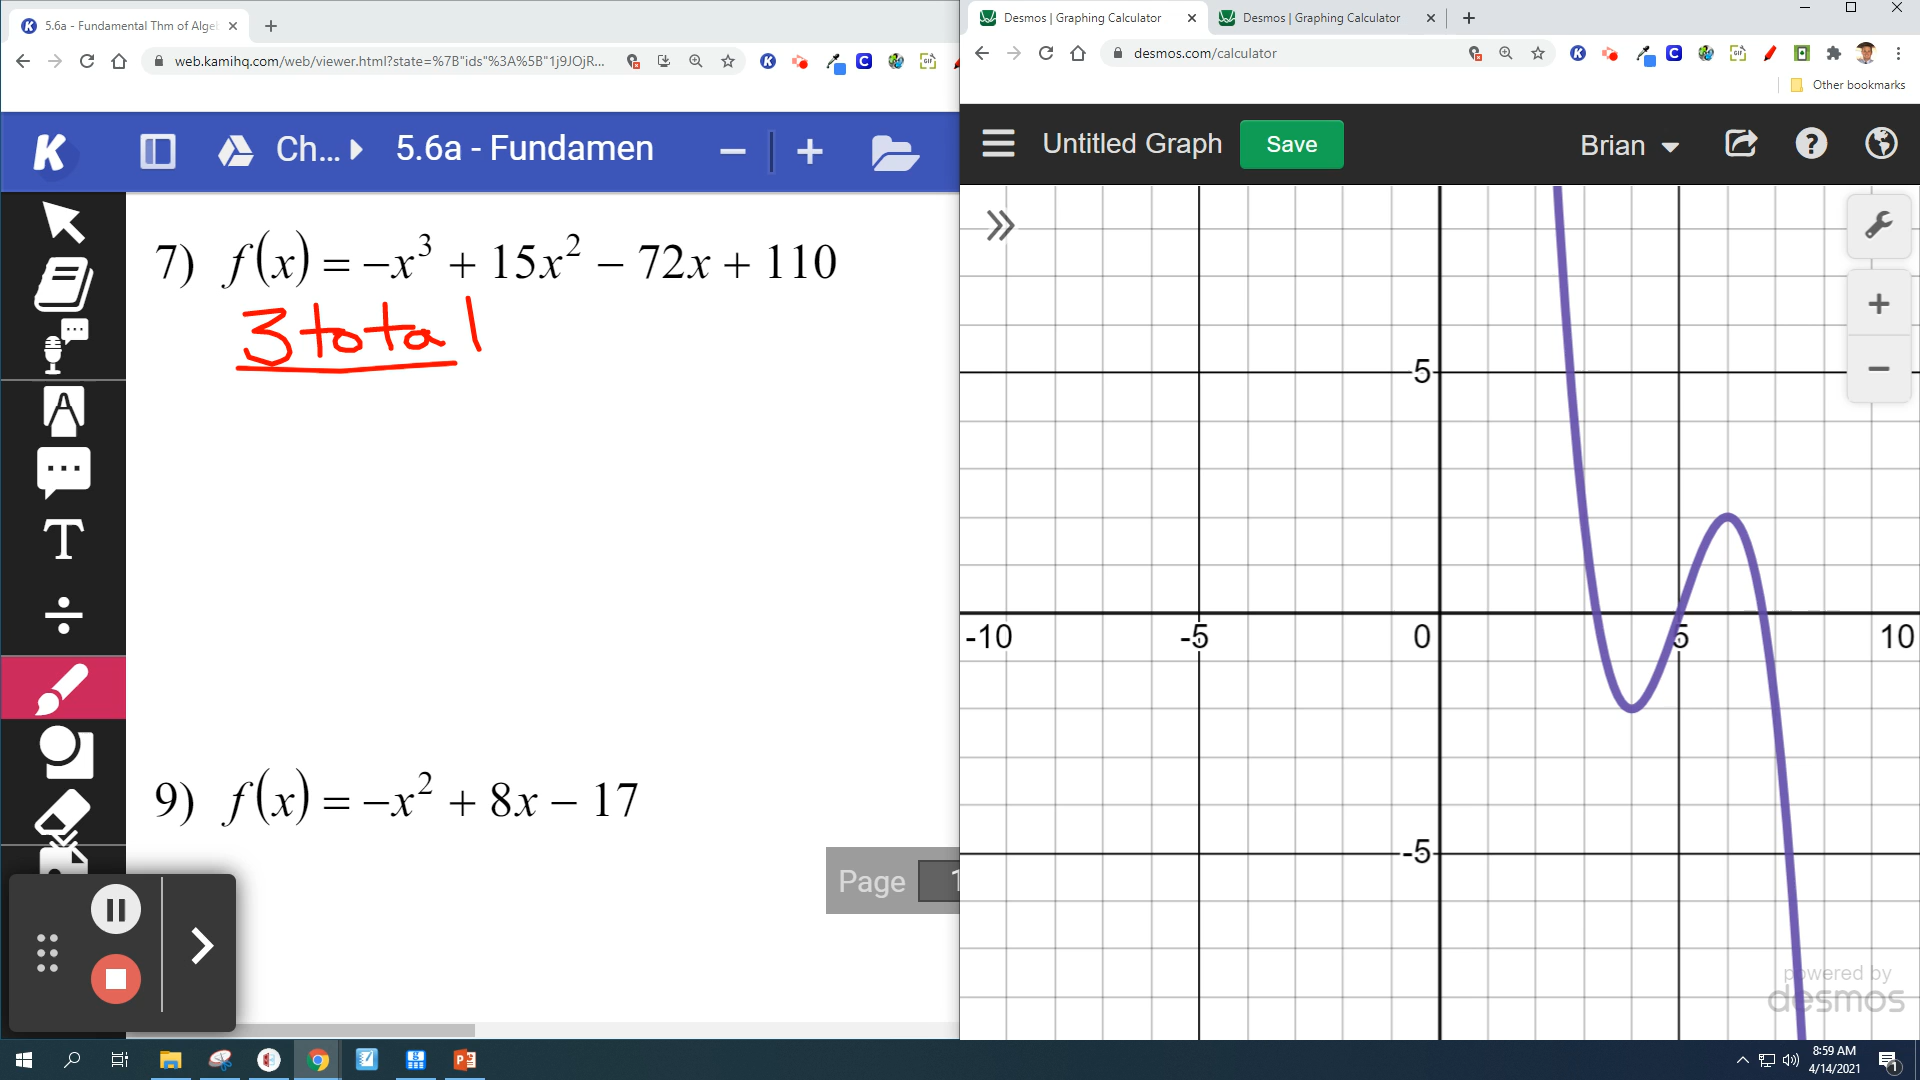 5.6a - Fundamental Thm of Alge
web.kamihq.com/web/viewer.html?state=%7B"ids"%3A%5B"1j9JOjR...
Ch...
5.6a - Fundamen
7) f(x) = −x³ + 15x² − 72x + 110
3 total
9) f(x) = −x² + 8x − 17
Page 1
Desmos | Graphing Calculator
Desmos | Graphing Calculator
desmos.com/calculator
Other bookmarks
Untitled Graph
Save
Brian
5
-10 -5 0 5 10
-5
powered by
desmos
8:59 AM
4/14/2021
1